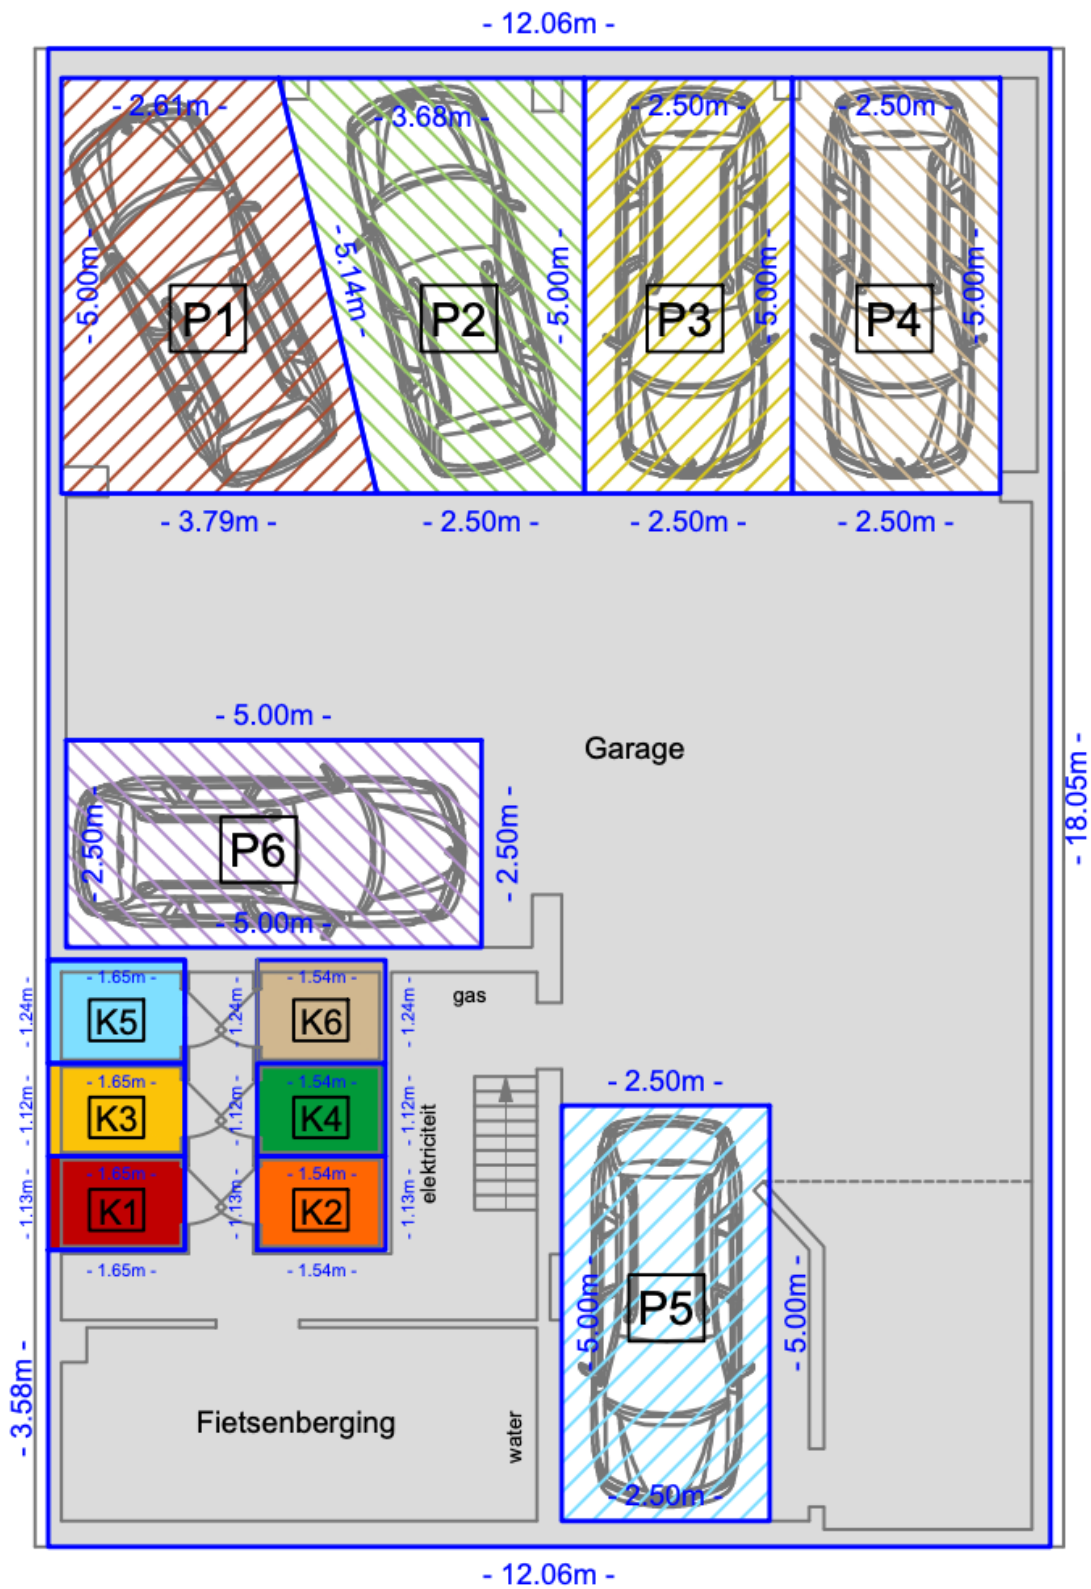 - 12.06m -
- 2.61m -
- 3.68m -
- 2.50m -
- 2.50m -
- 5.00m -
- 5.14m -
- 5.00m -
- 5.00m -
- 5.00m -
P1
P2
P3
P4
- 3.79m -
- 2.50m -
- 2.50m -
- 2.50m -
- 5.00m -
Garage
- 18.05m -
- 2.50m -
P6
- 2.50m -
- 5.00m -
- 1.24m -
- 1.65m -
K5
- 1.24m -
- 1.54m -
K6
- 1.24m -
gas
- 1.12m -
- 1.65m -
K3
- 1.12m -
- 1.54m -
K4
- 1.12m -
elektriciteit
- 2.50m -
- 1.13m -
- 1.65m -
K1
- 1.13m -
- 1.54m -
K2
- 1.13m -
- 1.65m -
- 1.54m -
- 5.00m -
P5
- 5.00m -
- 3.58m -
Fietsenberging
water
- 2.50m -
- 12.06m -